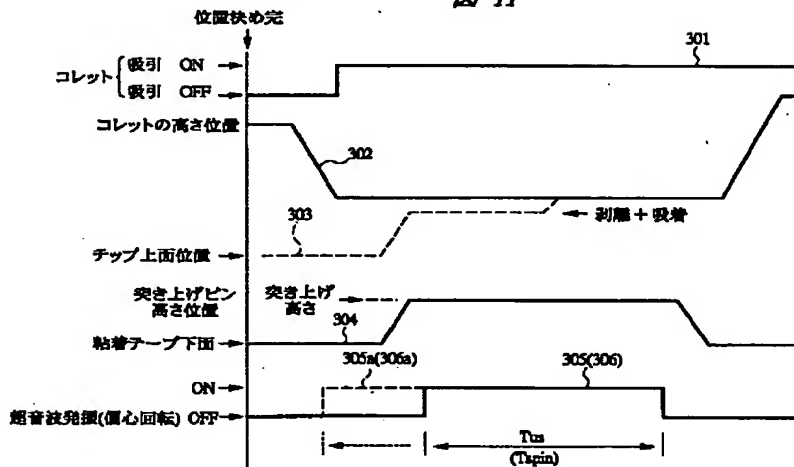 図 11
位置決め完
301
コレット 吸引 ON
吸引 OFF
コレットの高さ位置
302
303
剥離+吸着
チップ上面位置
突き上げピン
高さ位置
突き上げ
高さ
304
粘着テープ下面
305a(306a)
305(306)
ON
超音波発振(偏心回転) OFF
Tus
(Tspin)